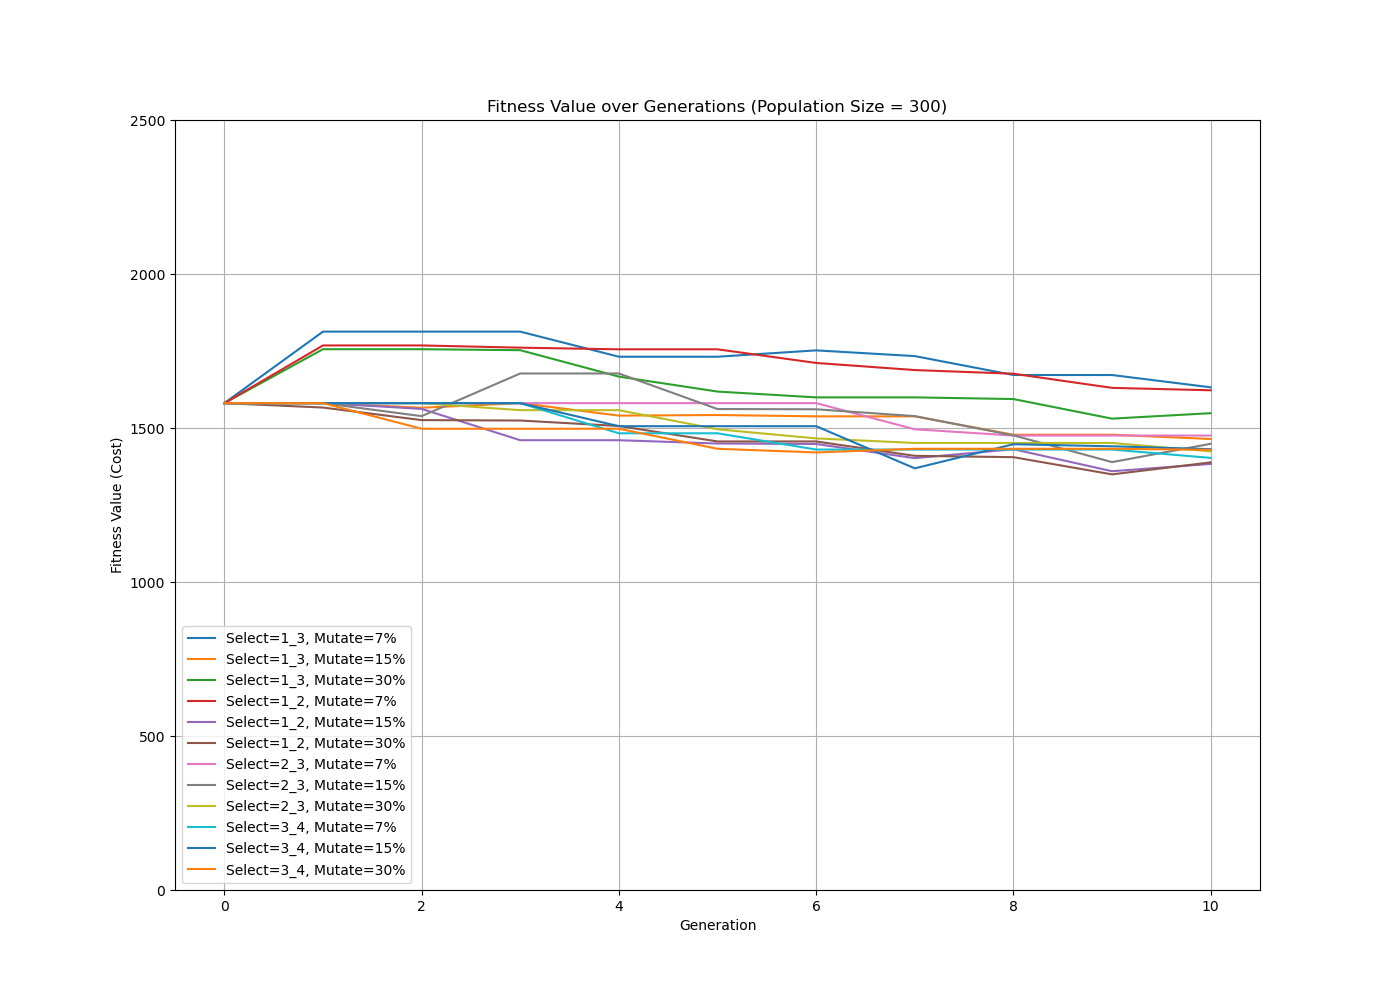 Fitness Value over Generations (Population Size = 300)
2500
2000
1500
1000
500
0
Fitness Value (Cost)
Select=1_3, Mutate=7%
Select=1_3, Mutate=15%
Select=1_3, Mutate=30%
Select=1_2, Mutate=7%
Select=1_2, Mutate=15%
Select=1_2, Mutate=30%
Select=2_3, Mutate=7%
Select=2_3, Mutate=15%
Select=2_3, Mutate=30%
Select=3_4, Mutate=7%
Select=3_4, Mutate=15%
Select=3_4, Mutate=30%
0 2 4 6 8 10
Generation